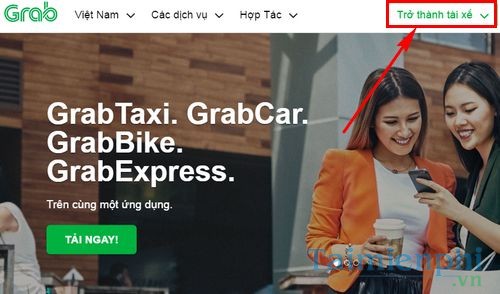 Grab
Việt Nam
Các dịch vụ
Hợp Tác
Trở thành tài xế
GrabTaxi. GrabCar.
GrabBike.
GrabExpress.
Trên cùng một ứng dụng.
TẢI NGAY!
Taimienphi
.vn